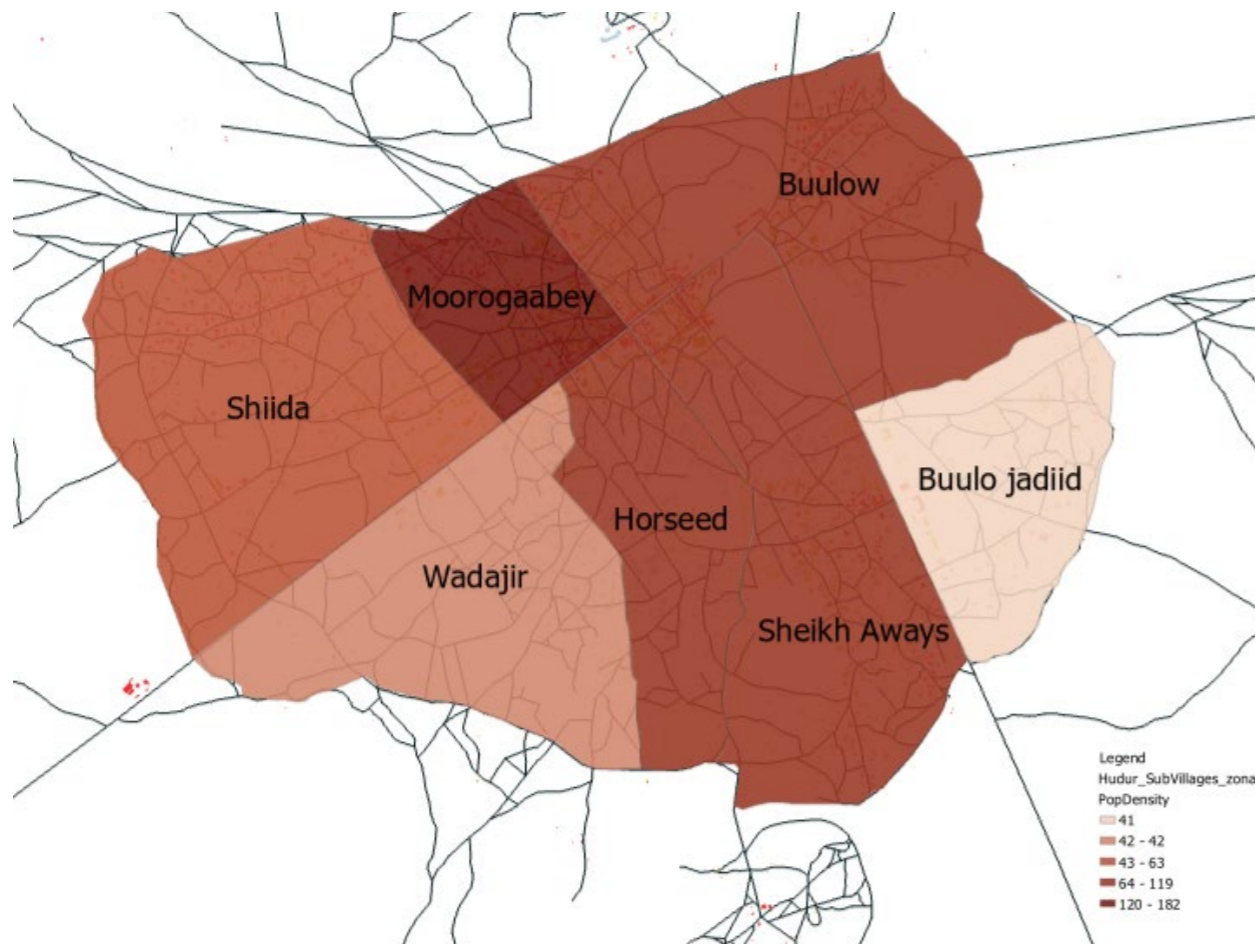 Buulow
Moorogaabey
Shiida
Buulo jadiid
Horseed
Wadajir
Sheikh Aways
Legend
Hudur_SubVillages_zona
PopDensity
41
42 - 42
43 - 63
64 - 119
120 - 182